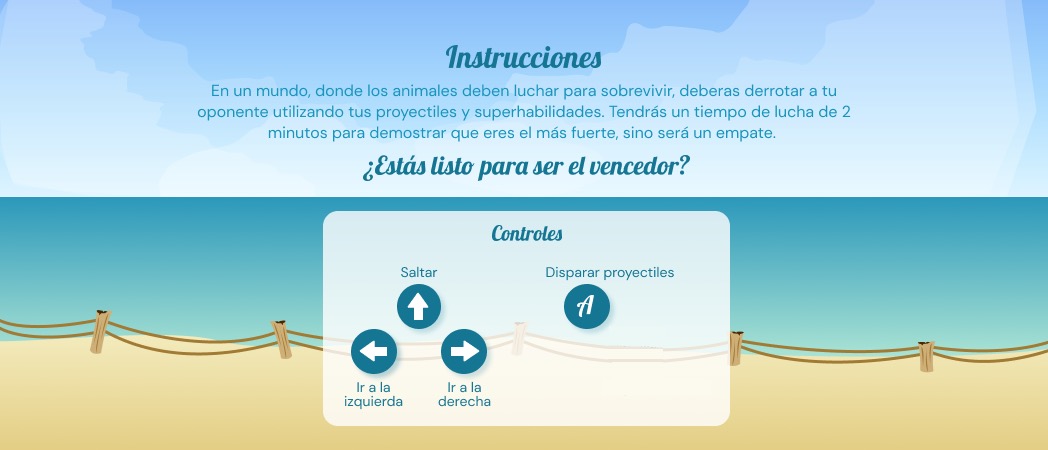 Instrucciones
En un mundo, donde los animales deben luchar para sobrevivir, deberas derrotar a tu
oponente utilizando tus proyectiles y superhabilidades. Tendrás un tiempo de lucha de 2
minutos para demostrar que eres el más fuerte, sino será un empate.
¿Estás listo para ser el vencedor?
Controles
Saltar
Disparar proyectiles
A
Ir a la
izquierda
Ir a la
derecha